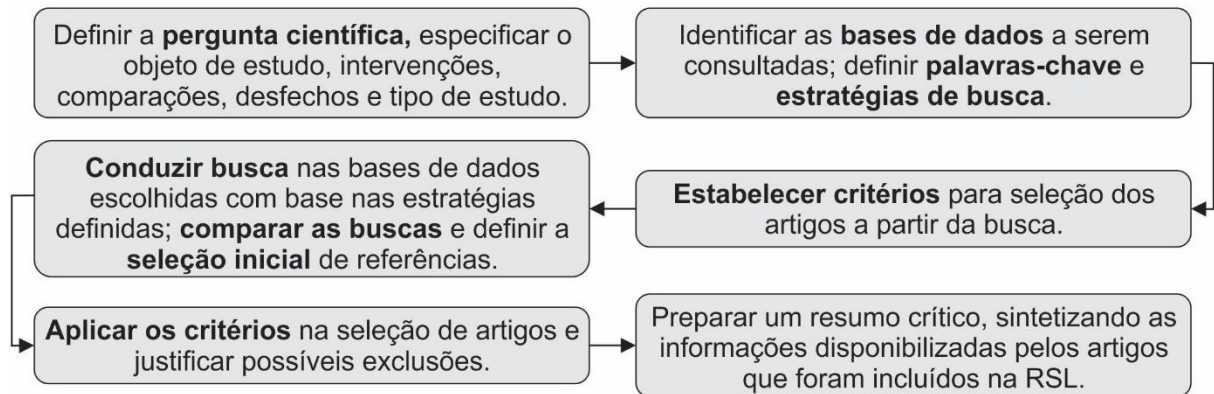 Definir a pergunta científica, especificar o
objeto de estudo, intervenções,
comparações, desfechos e tipo de estudo.
Identificar as bases de dados a serem
consultadas; definir palavras-chave e
estratégias de busca.
Estabelecer critérios para seleção dos
artigos a partir da busca.
Conduzir busca nas bases de dados
escolhidas com base nas estratégias
definidas; comparar as buscas e definir a
seleção inicial de referências.
Aplicar os critérios na seleção de artigos e
justificar possíveis exclusões.
Preparar um resumo crítico, sintetizando as
informações disponibilizadas pelos artigos
que foram incluídos na RSL.